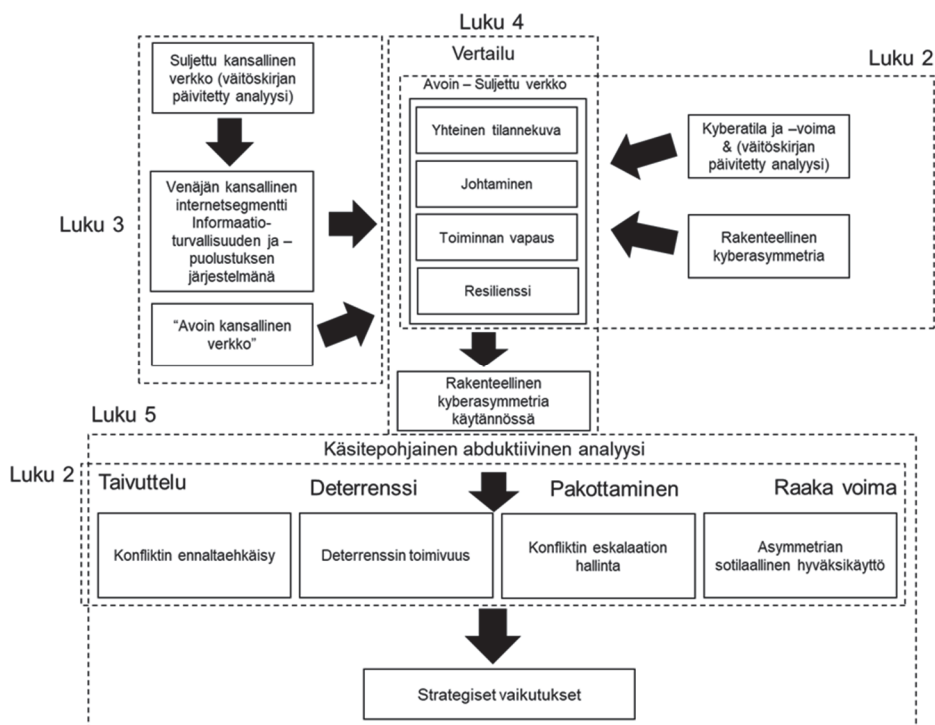 Luku 4
Vertailu
Luku 2
Suljettu kansallinen
verkko (väitöskirjan
päivitetty analyysi)
Venäjän kansallinen
internetsegmentti
Informaatio-
turvallisuuden ja –
puolustuksen
järjestelmänä
Luku 3
"Avoin kansallinen
verkko"
Avoin – Suljettu verkko
Yhteinen tilannekuva
Johtaminen
Toiminnan vapaus
Resilienssi
Kyberatila ja –voima
& (väitöskirjan
päivitetty analyysi)
Rakenteellinen
kyberasymmetria
Rakenteellinen
kyberasymmetria
käytännössä
Luku 5
Käsitepohjainen abduktiivinen analyysi
Luku 2
Taivuttelu
Deterrenssi
Pakottaminen
Raaka voima
Konfliktin ennaltaehkäisy
Deterrenssin toimivuus
Konfliktin eskalaation
hallinta
Asymmetrian
sotilaallinen hyväksikäyttö
Strategiset vaikutukset